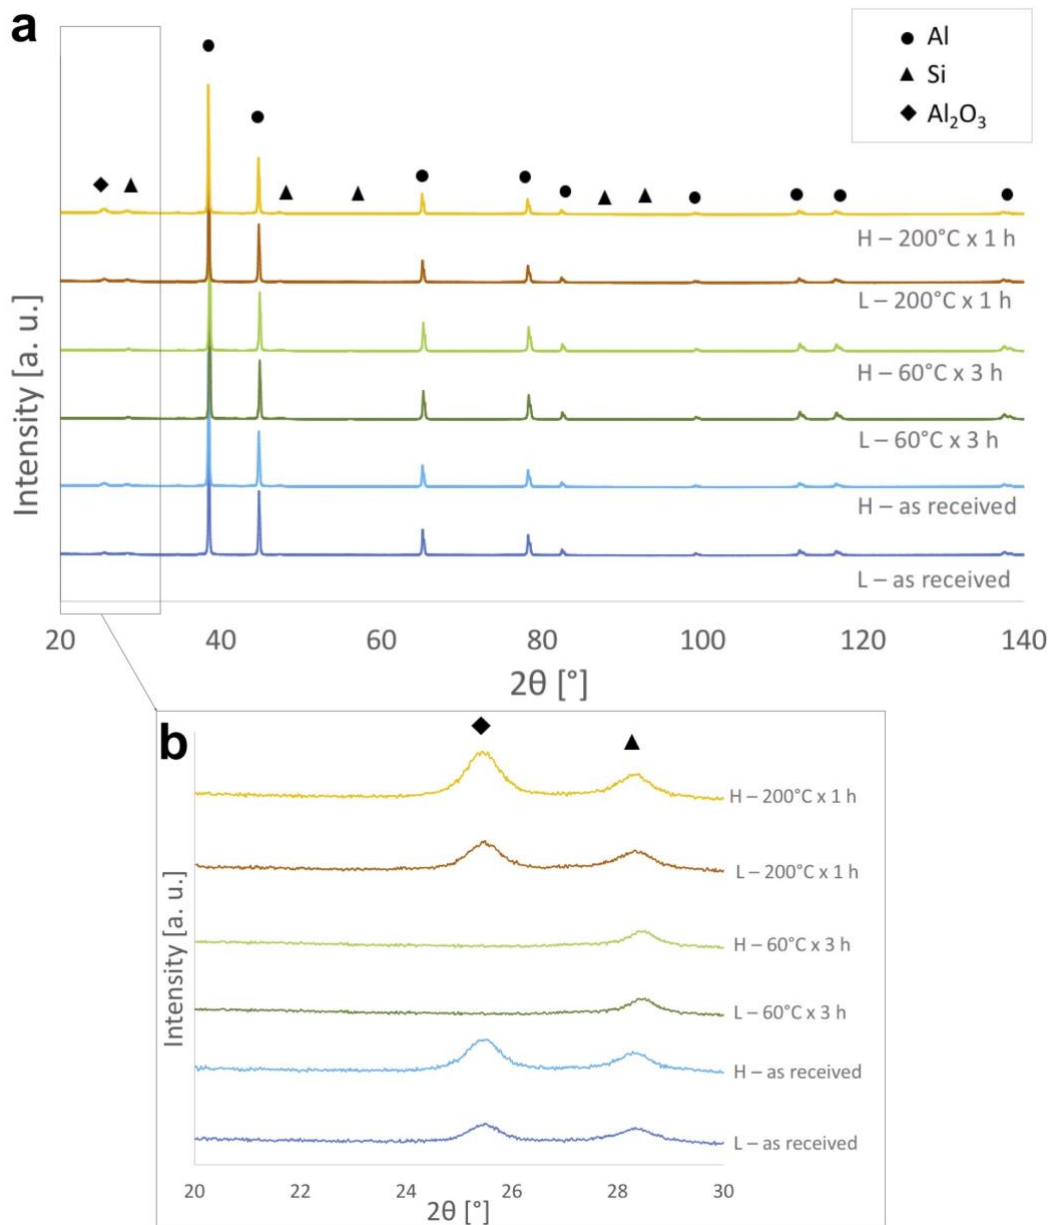 a
Al
Si
Al₂O₃
H – 200°C x 1 h
L – 200°C x 1 h
H – 60°C x 3 h
L – 60°C x 3 h
H – as received
L – as received
Intensity [a. u.]
20 40 60 80 100 120 140
2θ [°]
b
H – 200°C x 1 h
L – 200°C x 1 h
H – 60°C x 3 h
L – 60°C x 3 h
H – as received
L – as received
Intensity [a. u.]
20 22 24 26 28 30
2θ [°]